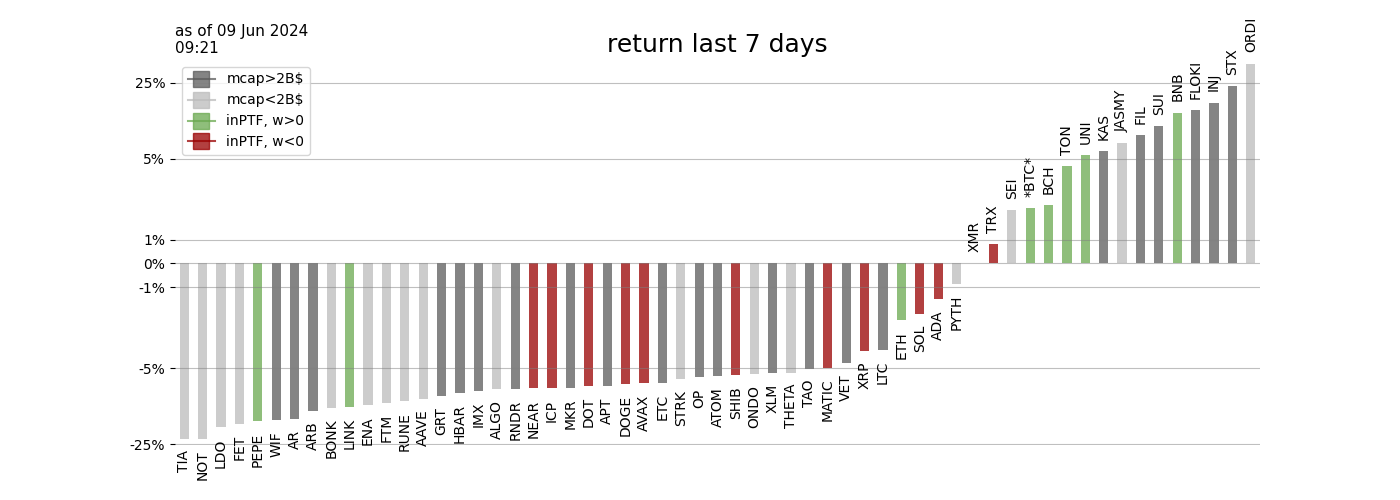 as of 09 Jun 2024
09:21
return last 7 days
mcap>2B$
mcap<2B$
inPTF, w>0
inPTF, w<0
25%
5%
1%
0%
-1%
-5%
-25%
TIA
NOT
LDO
FET
PEPE
WIF
AR
ARB
BONK
LINK
ENA
FTM
RUNE
AAVE
GRT
HBAR
IMX
ALGO
RNDR
NEAR
ICP
MKR
DOT
APT
DOGE
AVAX
ETC
STRK
OP
ATOM
SHIB
ONDO
XLM
THETA
TAO
MATIC
VET
XRP
LTC
ETH
SOL
ADA
PYTH
XMR
TRX
SEI
*BTC*
BCH
TON
UNI
KAS
JASMY
FIL
SUI
BNB
FLOKI
INJ
STX
ORDI